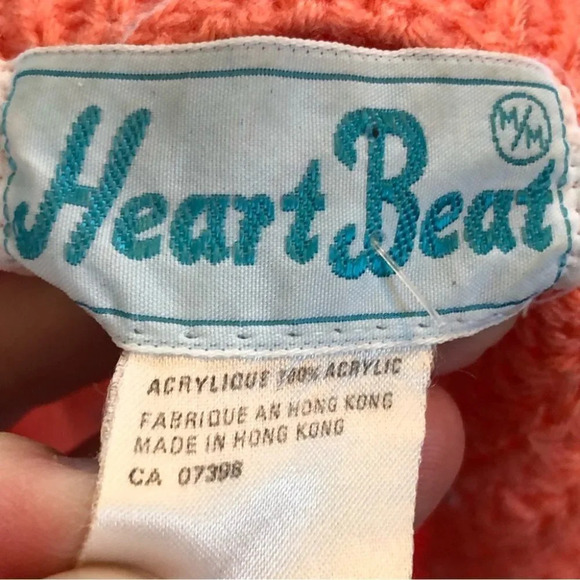 M/M
Heart Beat
ACRYLIQUE 100% ACRYLIC
FABRIQUE AN HONG KONG
MADE IN HONG KONG
CA 07398